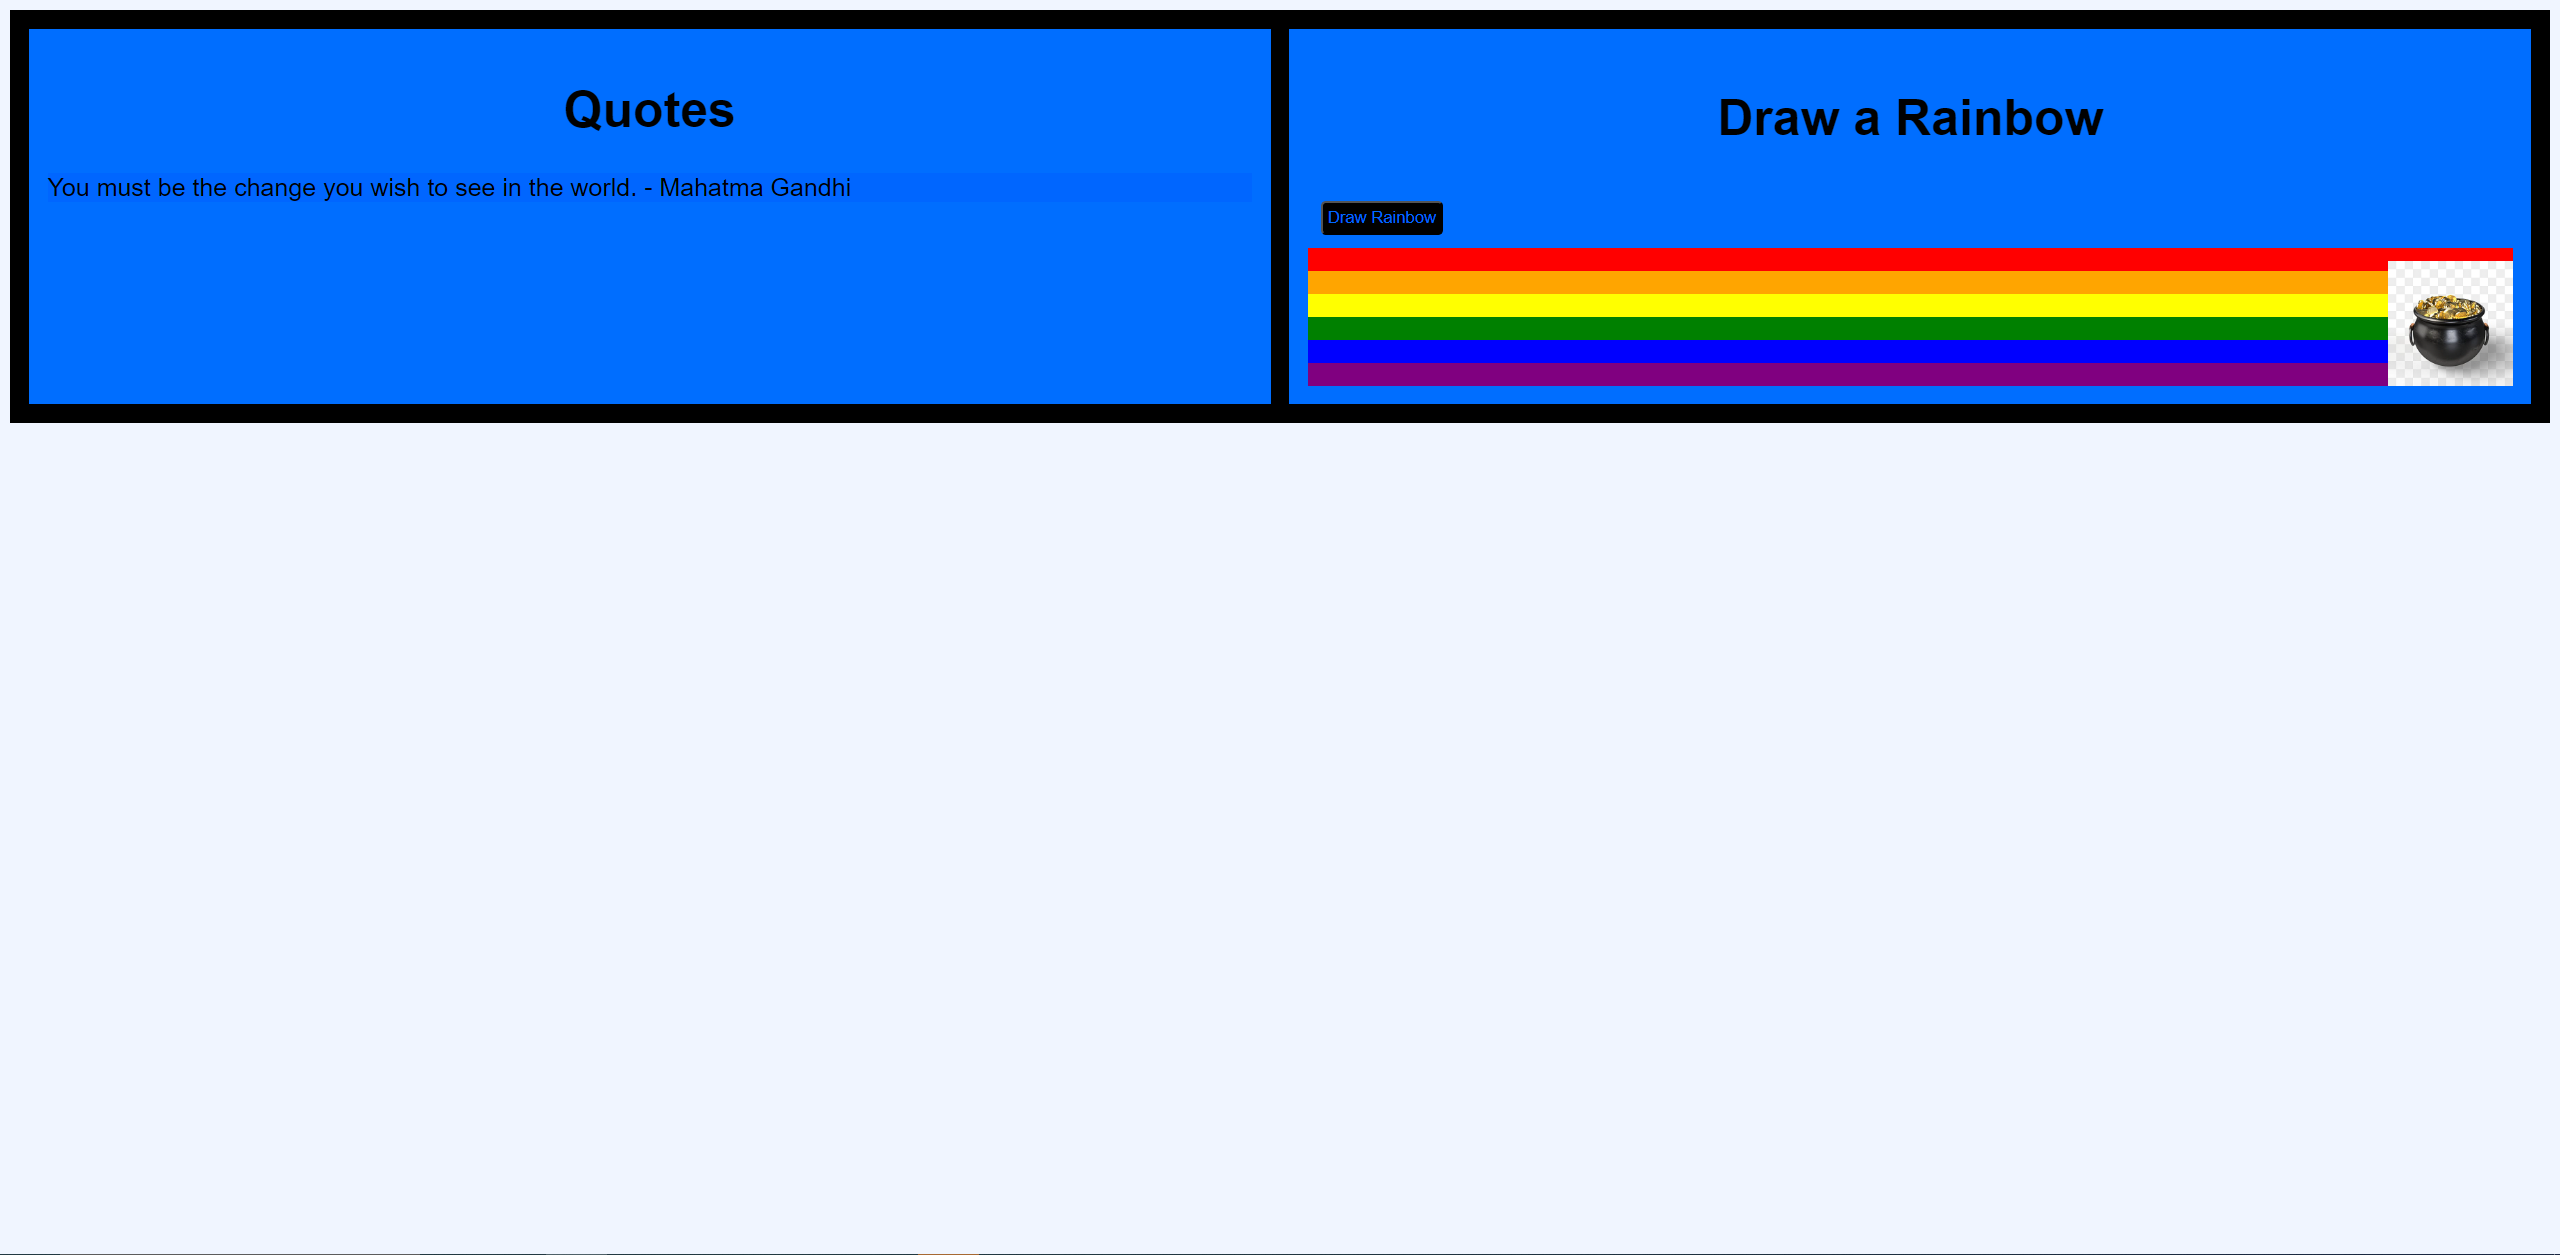 Quotes
You must be the change you wish to see in the world. - Mahatma Gandhi
Draw a Rainbow
Draw Rainbow